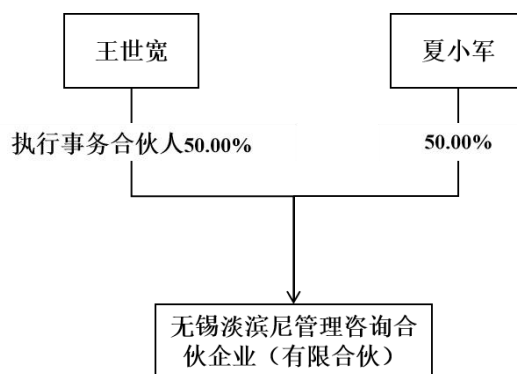 王世宽
夏小军
执行事务合伙人50.00%
50.00%
无锡淡滨尼管理咨询合
伙企业（有限合伙）